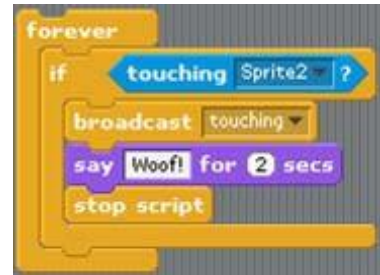 forever
if touching Sprite2 ?
broadcast touching
say Woof! for 2 secs
stop script